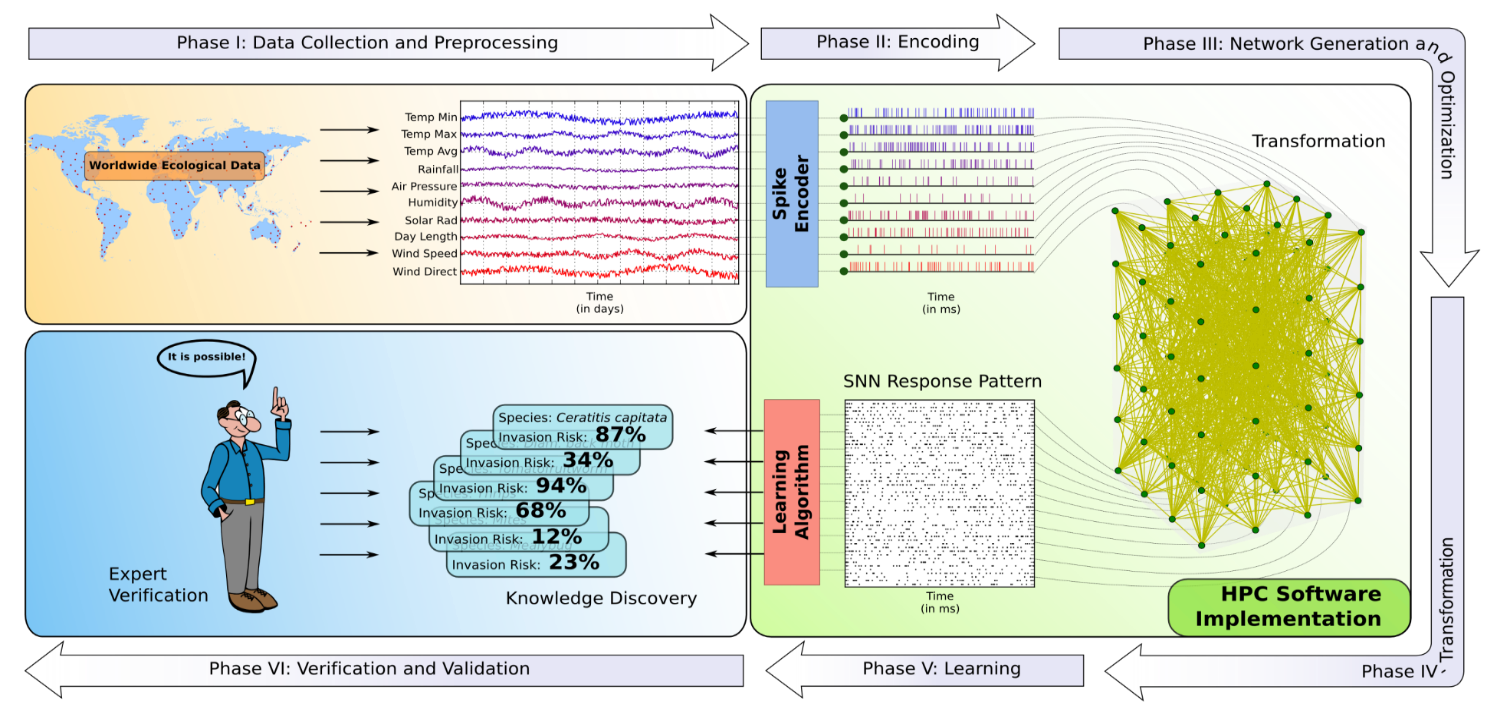 Phase I: Data Collection and Preprocessing
Phase II: Encoding
Phase III: Network Generation and Optimization
Worldwide Ecological Data
Temp Min
Temp Max
Temp Avg
Rainfall
Air Pressure
Humidity
Solar Rad
Day Length
Wind Speed
Wind Direct
Time
(in days)
Spike
Encoder
Time
(in ms)
Transformation
It is possible!
Expert
Verification
Species: Ceratitis capitata
Invasion Risk: 87%
Invasion Risk: 34%
Invasion Risk: 94%
Invasion Risk: 68%
Invasion Risk: 12%
Invasion Risk: 23%
Knowledge Discovery
Learning
Algorithm
SNN Response Pattern
Time
(in ms)
HPC Software
Implementation
Phase IV - Transformation
Phase V: Learning
Phase VI: Verification and Validation